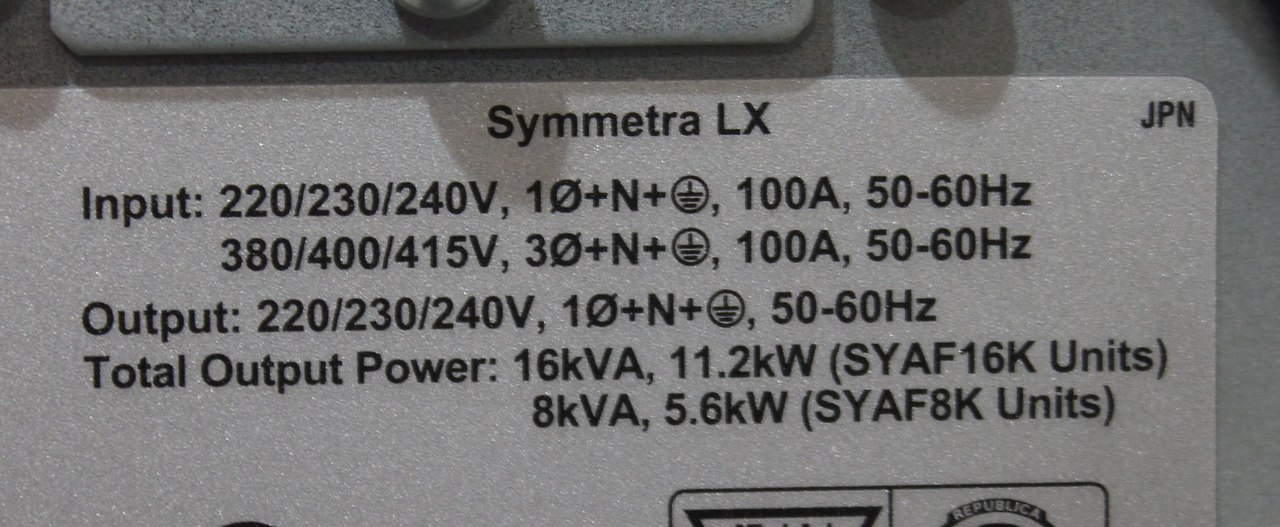 Symmetra LX
JPN
Input: 220/230/240V, 1Ø+N+⏚, 100A, 50-60Hz
380/400/415V, 3Ø+N+⏚, 100A, 50-60Hz
Output: 220/230/240V, 1Ø+N+⏚, 50-60Hz
Total Output Power: 16kVA, 11.2kW (SYAF16K Units)
8kVA, 5.6kW (SYAF8K Units)
REPUBLICA